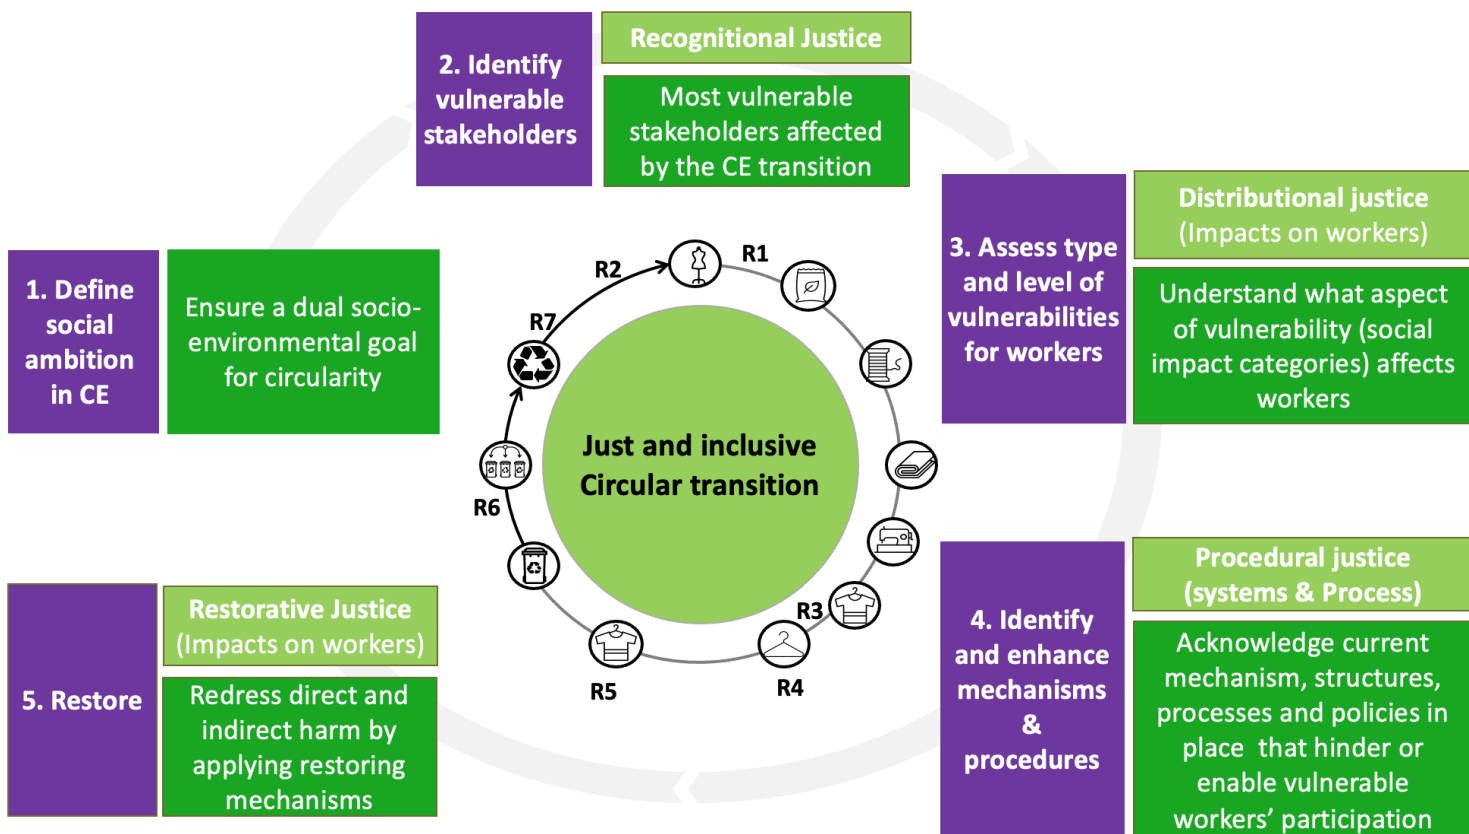 1. Define
social
ambition
in CE
Ensure a dual socio-
environmental goal
for circularity
2. Identify
vulnerable
stakeholders
Recognitional Justice
Most vulnerable
stakeholders affected
by the CE transition
3. Assess type
and level of
vulnerabilities
for workers
Distributional justice
(Impacts on workers)
Understand what aspect
of vulnerability (social
impact categories) affects
workers
4. Identify
and enhance
mechanisms
&
procedures
Procedural justice
(systems & Process)
Acknowledge current
mechanism, structures,
processes and policies in
place that hinder or
enable vulnerable
workers’ participation
5. Restore
Restorative Justice
(Impacts on workers)
Redress direct and
indirect harm by
applying restoring
mechanisms
Just and inclusive
Circular transition
R1
R2
R3
R4
R5
R6
R7